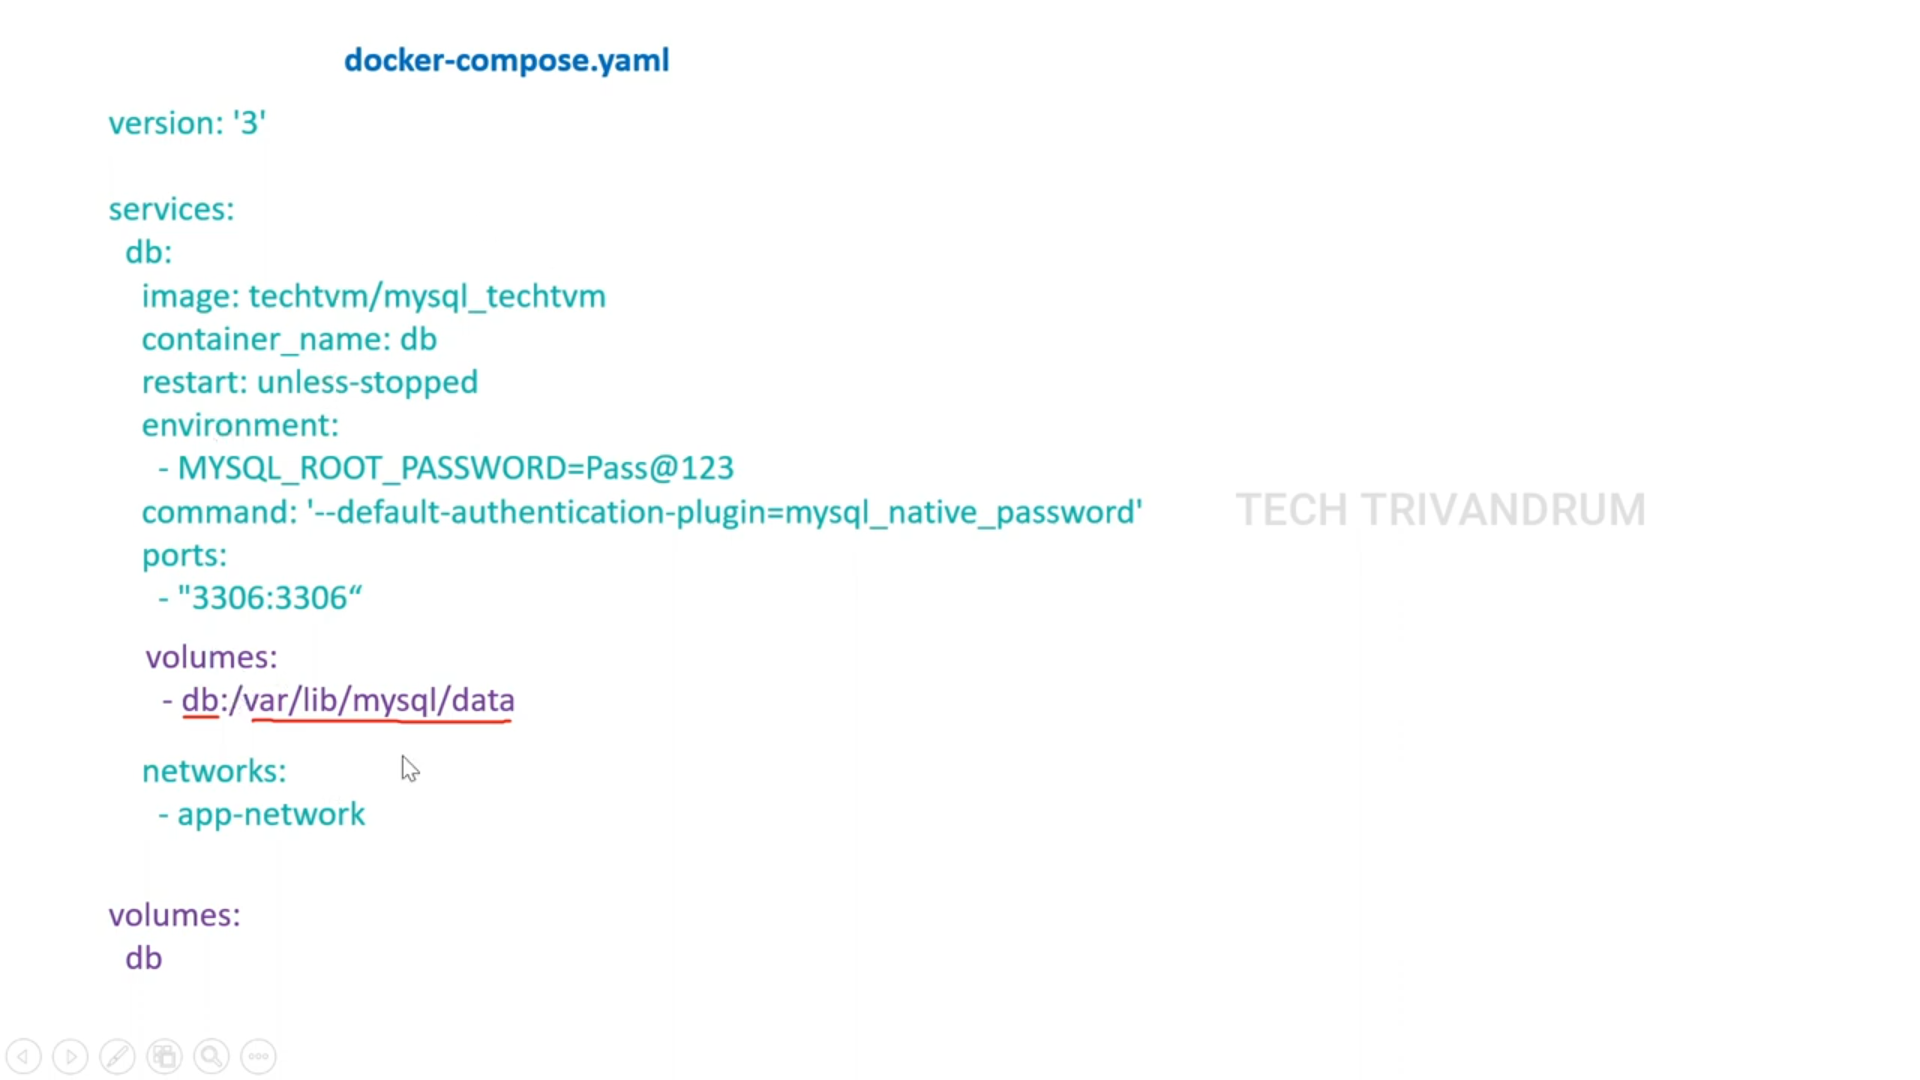 docker-compose.yaml
version: '3'
services:
db:
image: techtvm/mysql_techtvm
container_name: db
restart: unless-stopped
environment:
- MYSQL_ROOT_PASSWORD=Pass@123
command: '--default-authentication-plugin=mysql_native_password'
TECH TRIVANDRUM
ports:
- "3306:3306“
volumes:
- db:/var/lib/mysql/data
networks:
- app-network
volumes:
db